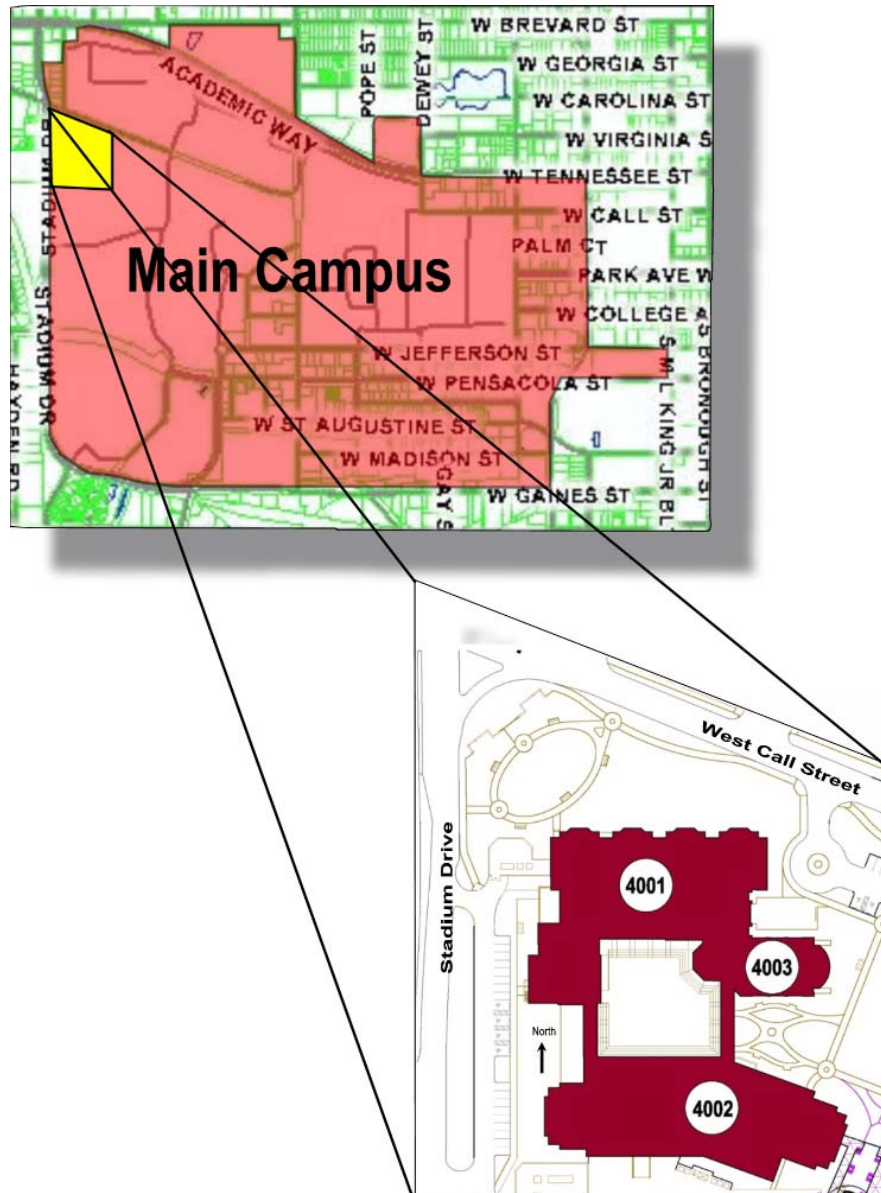 W BREVARD ST
W GEORGIA ST
W CAROLINA ST
W VIRGINIA S
W TENNESSEE ST
W CALL ST
PALM CT
PARK AVE W
W COLLEGE A
W JEFFERSON ST
W PENSACOLA ST
W ST AUGUSTINE ST
W MADISON ST
W GAINES ST
POPE ST
DEWEY ST
ACADEMIC WAY
Main Campus
STADIUM DR
STADIUM DR
HAYDEN RD
GAY S
S M L KING JR BL
S BRONOUGH ST
West Call Street
Stadium Drive
4001
4003
North
4002